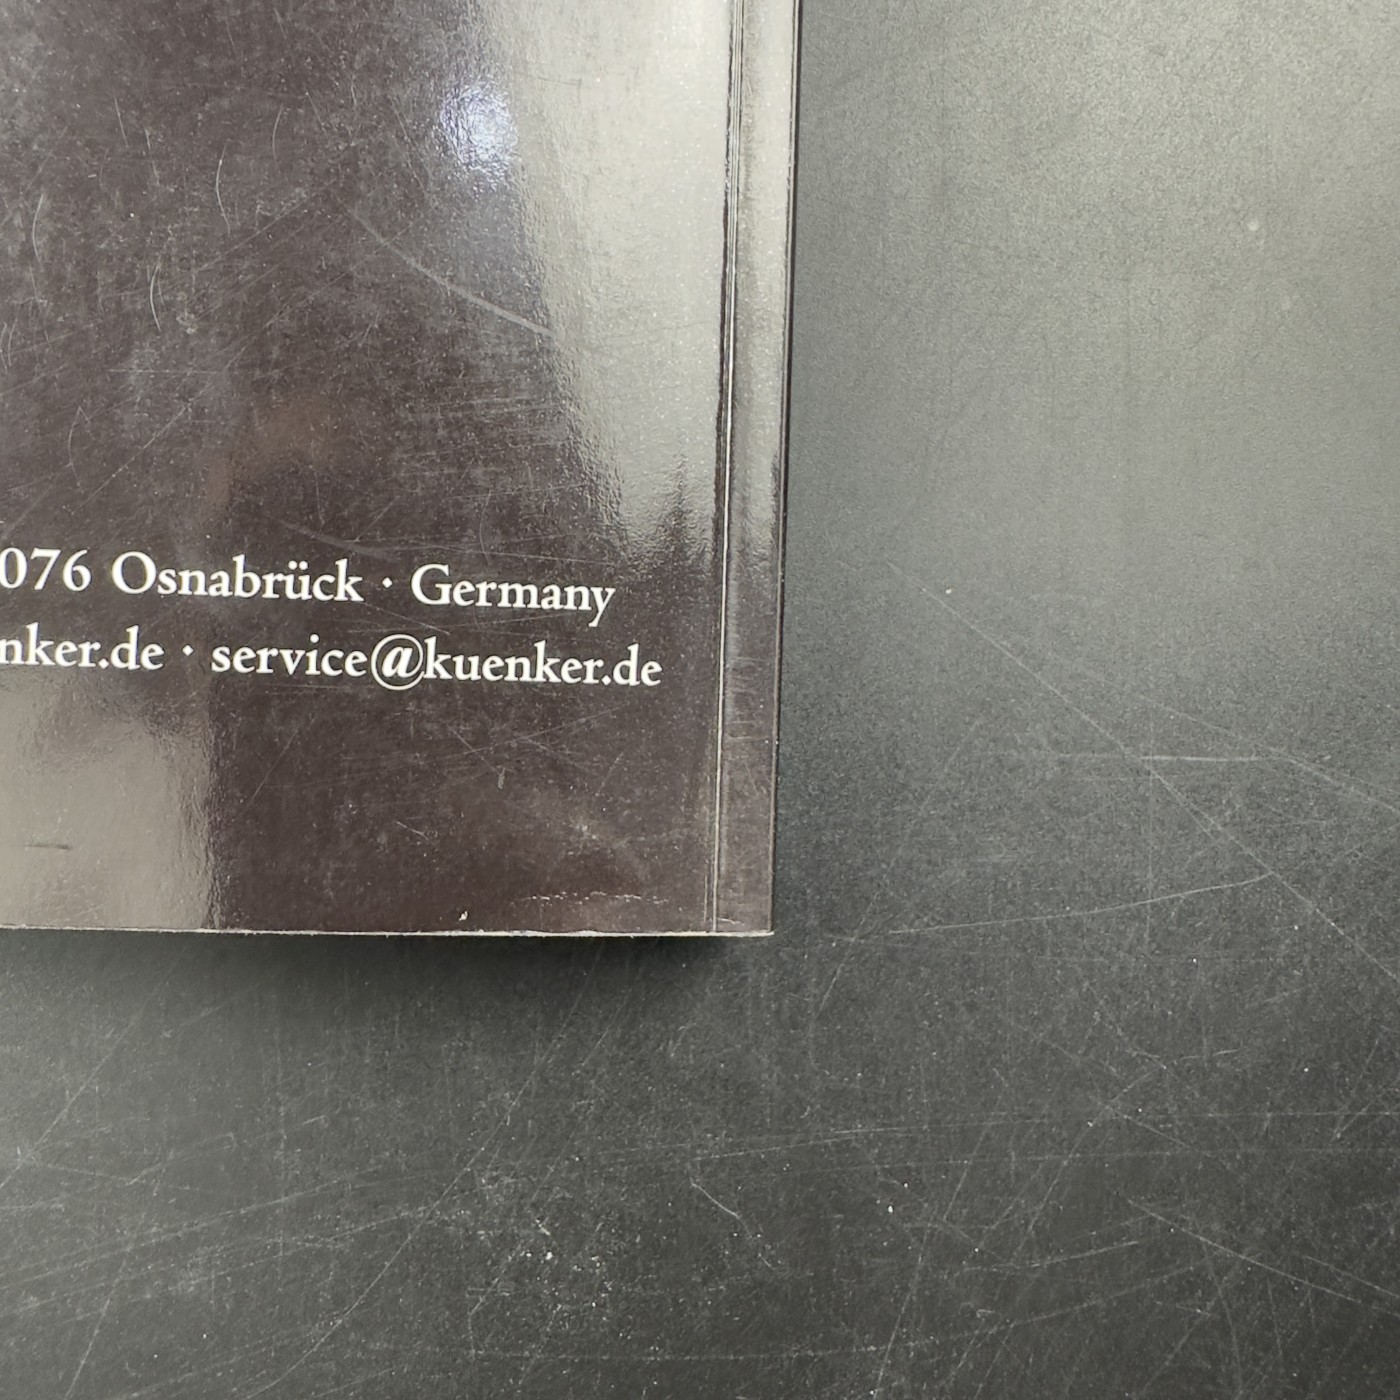 076 Osnabrück · Germany
nker.de · service@kuenker.de